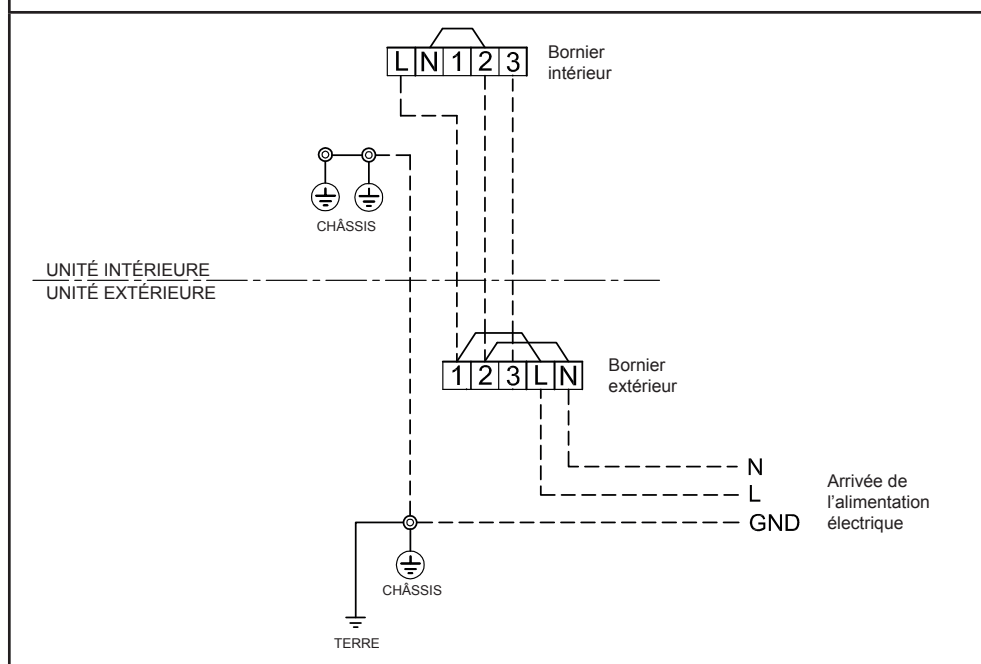 L N 1 2 3
Bornier
intérieur
CHÂSSIS
UNITÉ INTÉRIEURE
UNITÉ EXTÉRIEURE
1 2 3 L N
Bornier
extérieur
N
L
GND
Arrivée de
l’alimentation
électrique
CHÂSSIS
TERRE